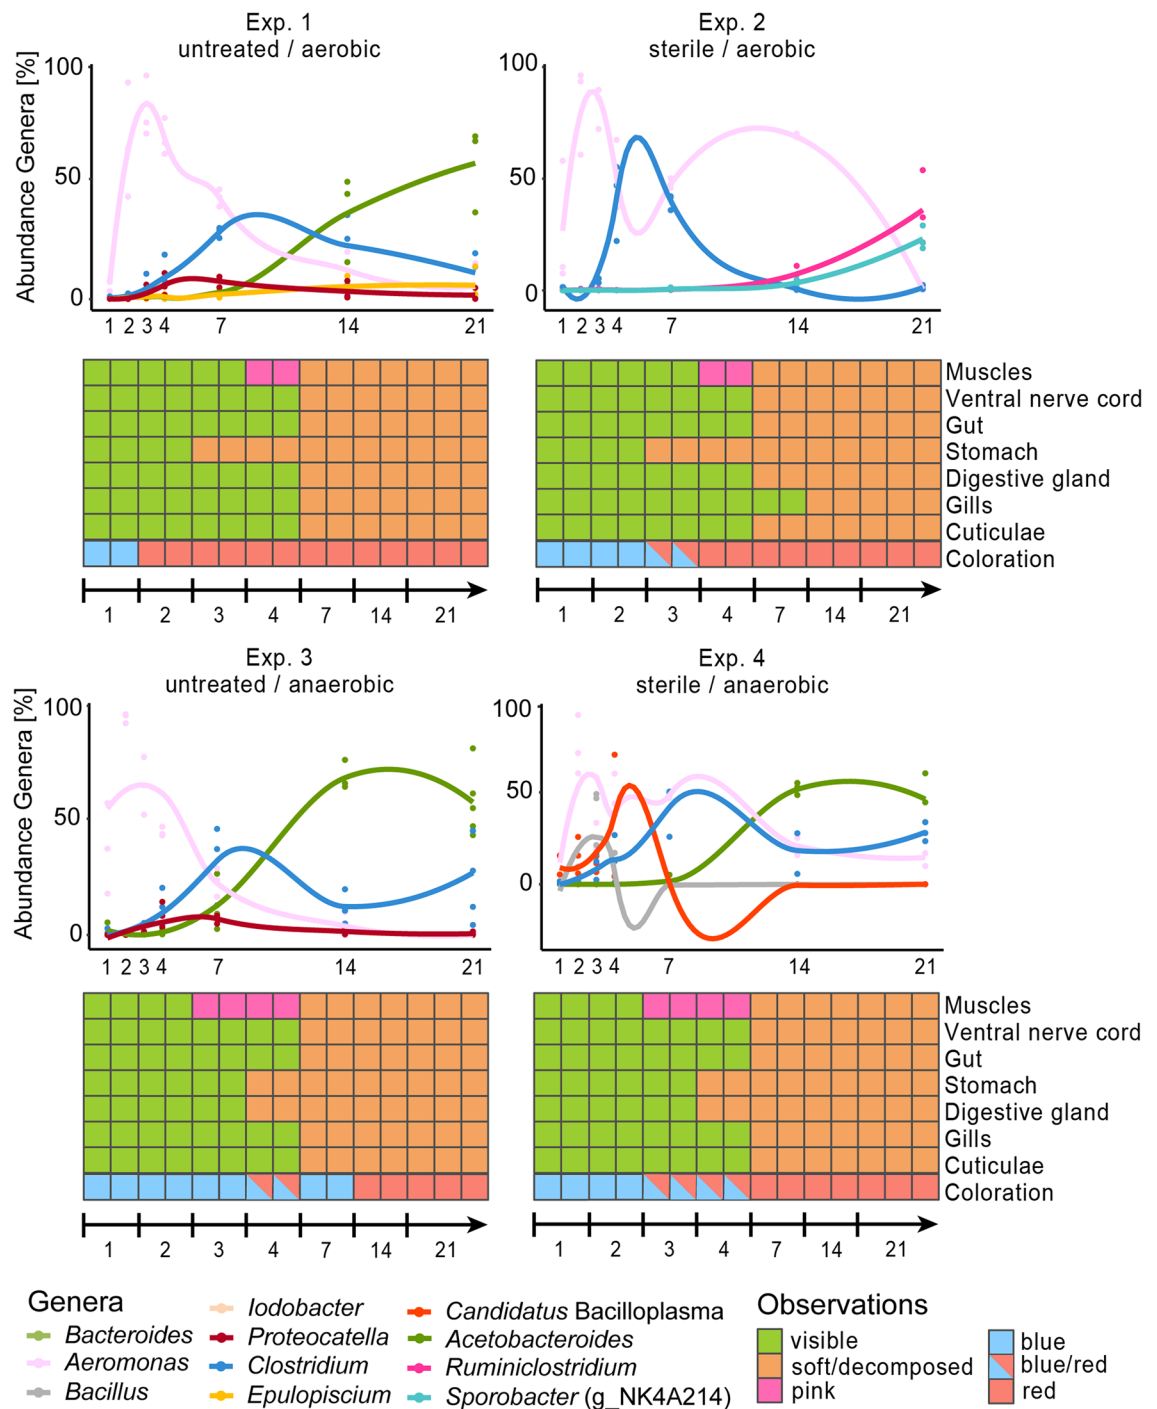 Exp. 1
untreated / aerobic
Exp. 2
sterile / aerobic
Abundance Genera [%]
100
50
0
1 2 3 4 7 14 21
100
50
0
1 2 3 4 7 14 21
Muscles
Ventral nerve cord
Gut
Stomach
Digestive gland
Gills
Cuticulae
Coloration
1 2 3 4 7 14 21
1 2 3 4 7 14 21
Exp. 3
untreated / anaerobic
Exp. 4
sterile / anaerobic
Abundance Genera [%]
100
50
0
1 2 3 4 7 14 21
100
50
0
1 2 3 4 7 14 21
Muscles
Ventral nerve cord
Gut
Stomach
Digestive gland
Gills
Cuticulae
Coloration
1 2 3 4 7 14 21
1 2 3 4 7 14 21
Genera
Bacteroides
Aeromonas
Bacillus
Iodobacter
Proteocatella
Clostridium
Epulopiscium
Candidatus Bacilloplasma
Acetobacteroides
Ruminiclostridium
Sporobacter (g_NK4A214)
Observations
visible
soft/decomposed
pink
blue
blue/red
red